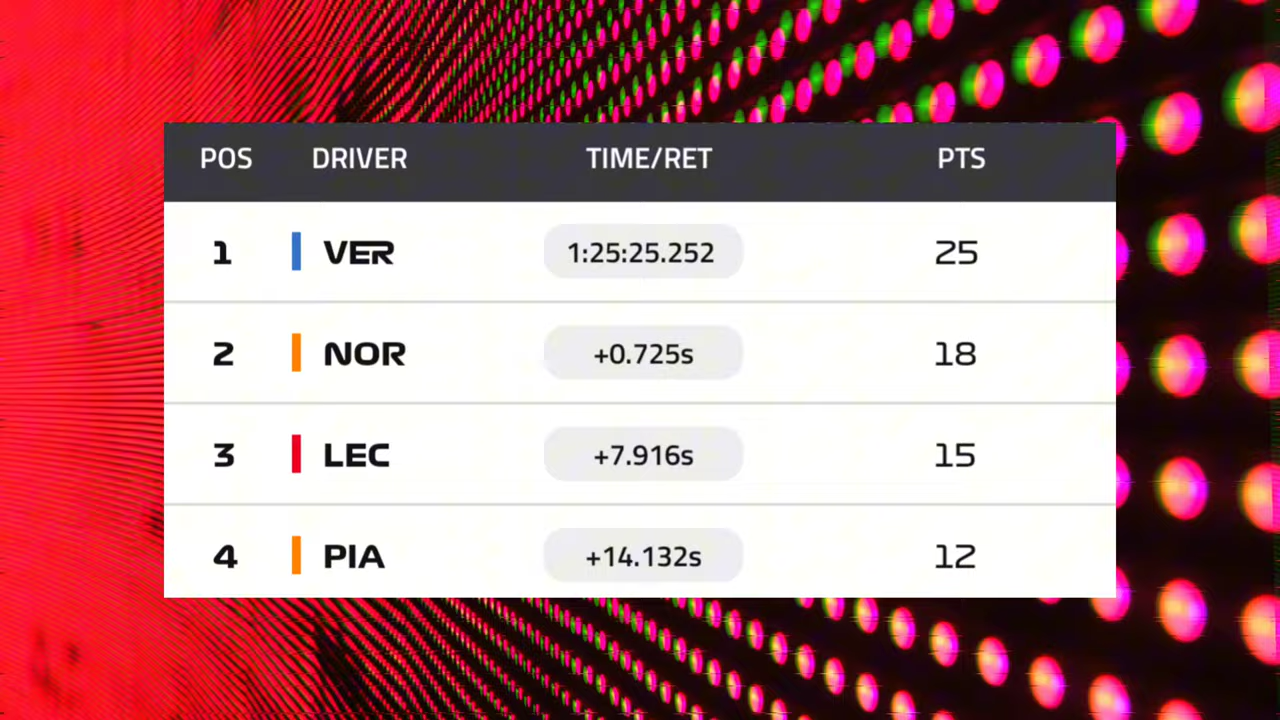 POS DRIVER TIME/RET PTS
1 VER 1:25:25.252 25
2 NOR +0.725s 18
3 LEC +7.916s 15
4 PIA +14.132s 12